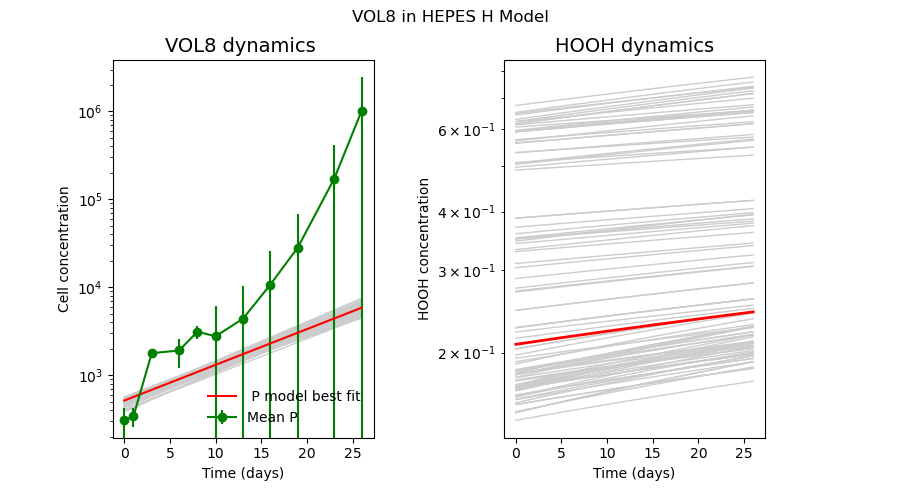 VOL8 in HEPES H Model
VOL8 dynamics
Cell concentration
10^6
10^5
10^4
10^3
P model best fit
Mean P
0 5 10 15 20 25
Time (days)
HOOH dynamics
HOOH concentration
6 × 10^-1
4 × 10^-1
3 × 10^-1
2 × 10^-1
0 5 10 15 20 25
Time (days)